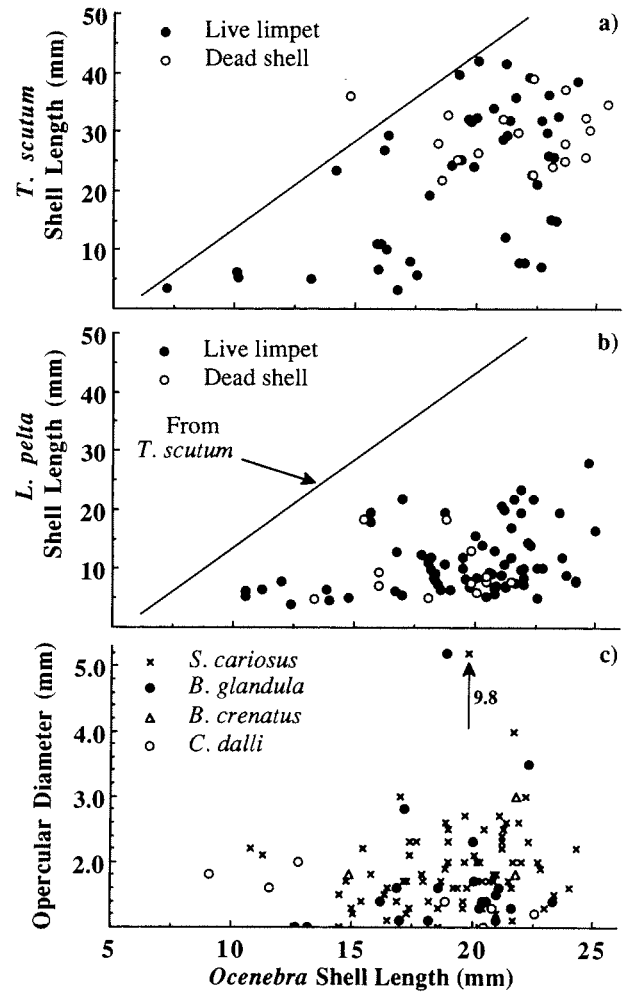 a)
Live limpet
Dead shell
T. scutum
Shell Length (mm)
50
40
30
20
10
b)
Live limpet
Dead shell
From
T. scutum
L. pelta
Shell Length (mm)
50
40
30
20
10
c)
S. cariosus
B. glandula
B. crenatus
C. dalli
9.8
Opercular Diameter (mm)
5.0
4.0
3.0
2.0
5 10 15 20 25
Ocenebra Shell Length (mm)